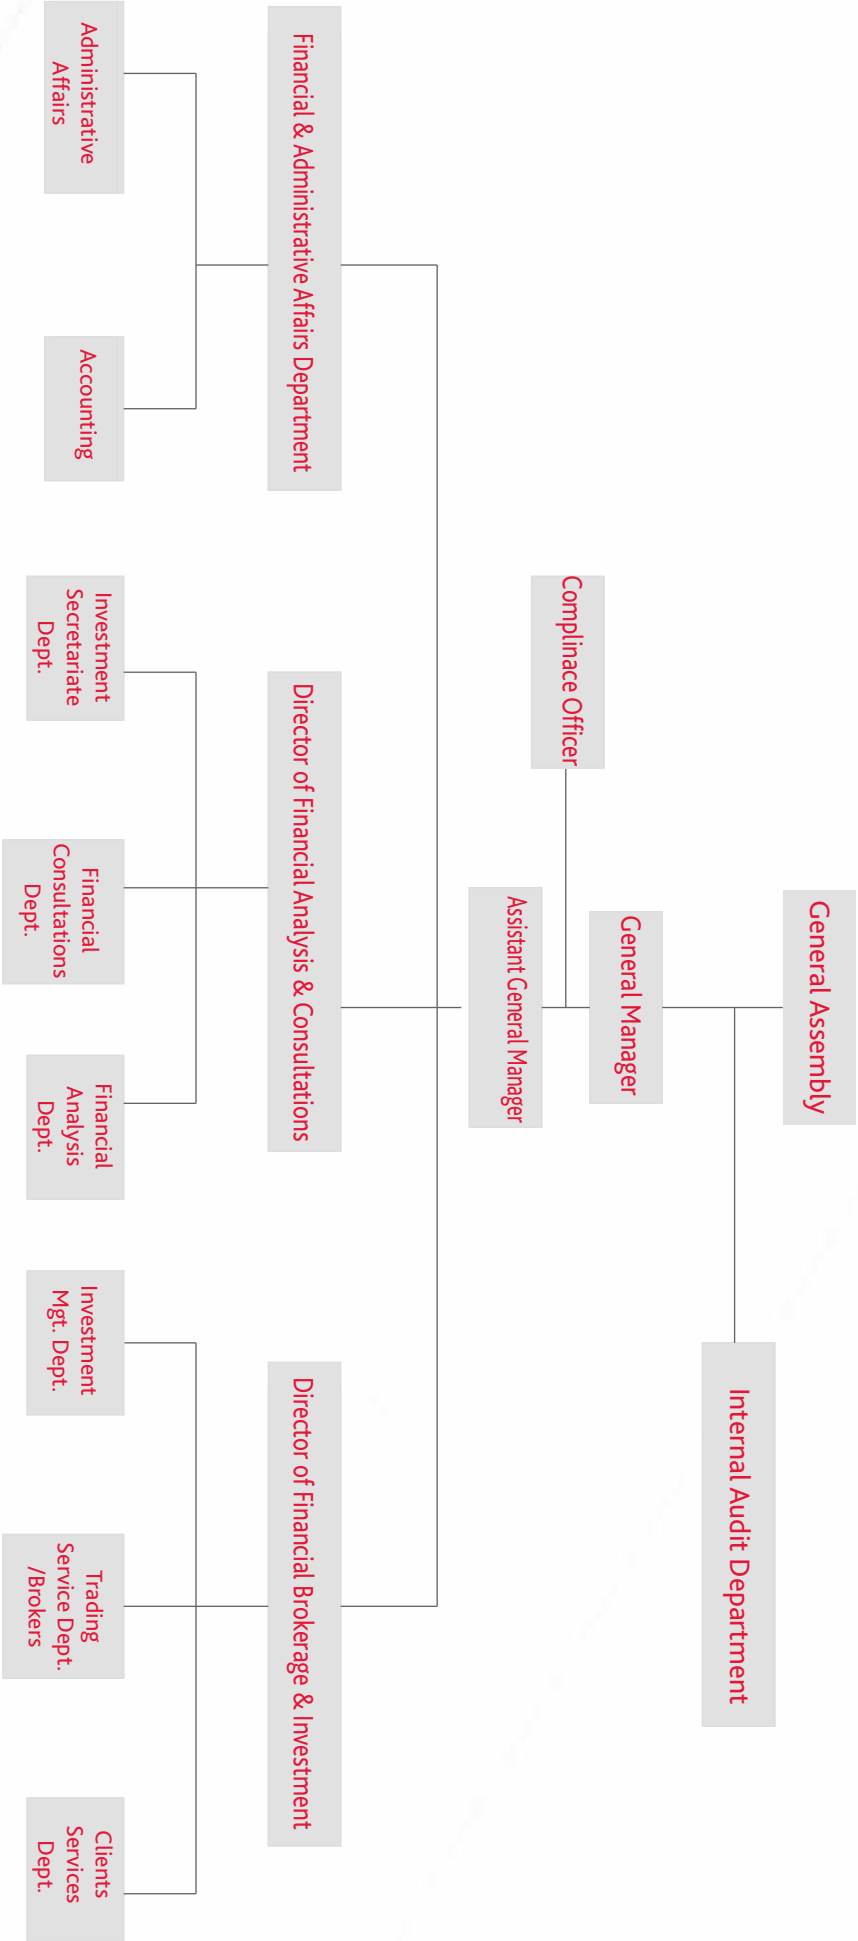 General Assembly
Internal Audit Department
General Manager
Complinace Officer
Assistant General Manager
Financial & Administrative Affairs Department
Director of Financial Analysis & Consultations
Director of Financial Brokerage & Investment
Administrative
Affairs
Accounting
Investment
Secretariate
Dept.
Financial
Consultations
Dept.
Financial
Analysis
Dept.
Investment
Mgt. Dept.
Trading
Service Dept.
/Brokers
Clients
Services
Dept.